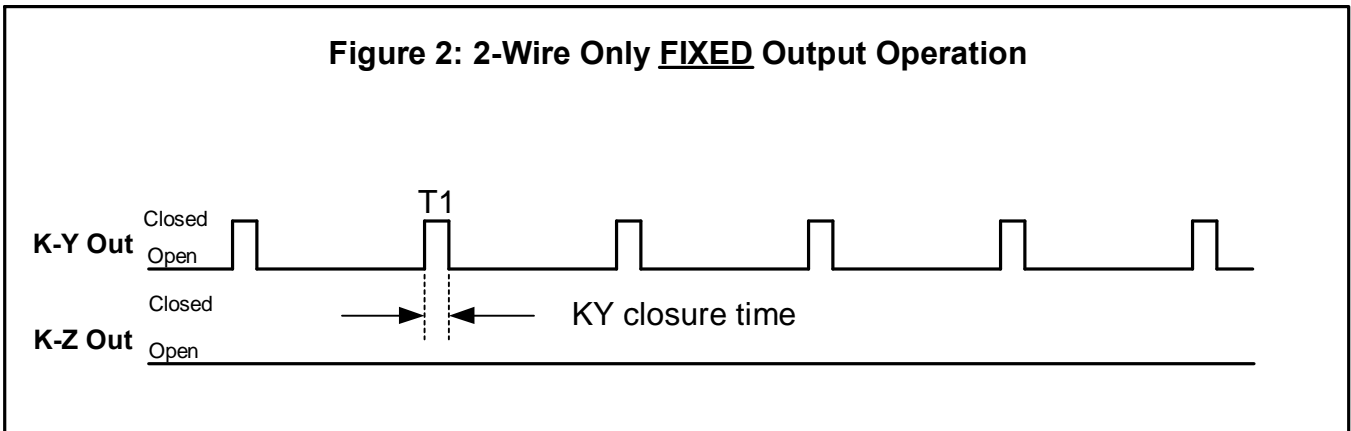 Figure 2: 2-Wire Only FIXED Output Operation
T1
Closed
K-Y Out
Open
KY closure time
Closed
K-Z Out
Open